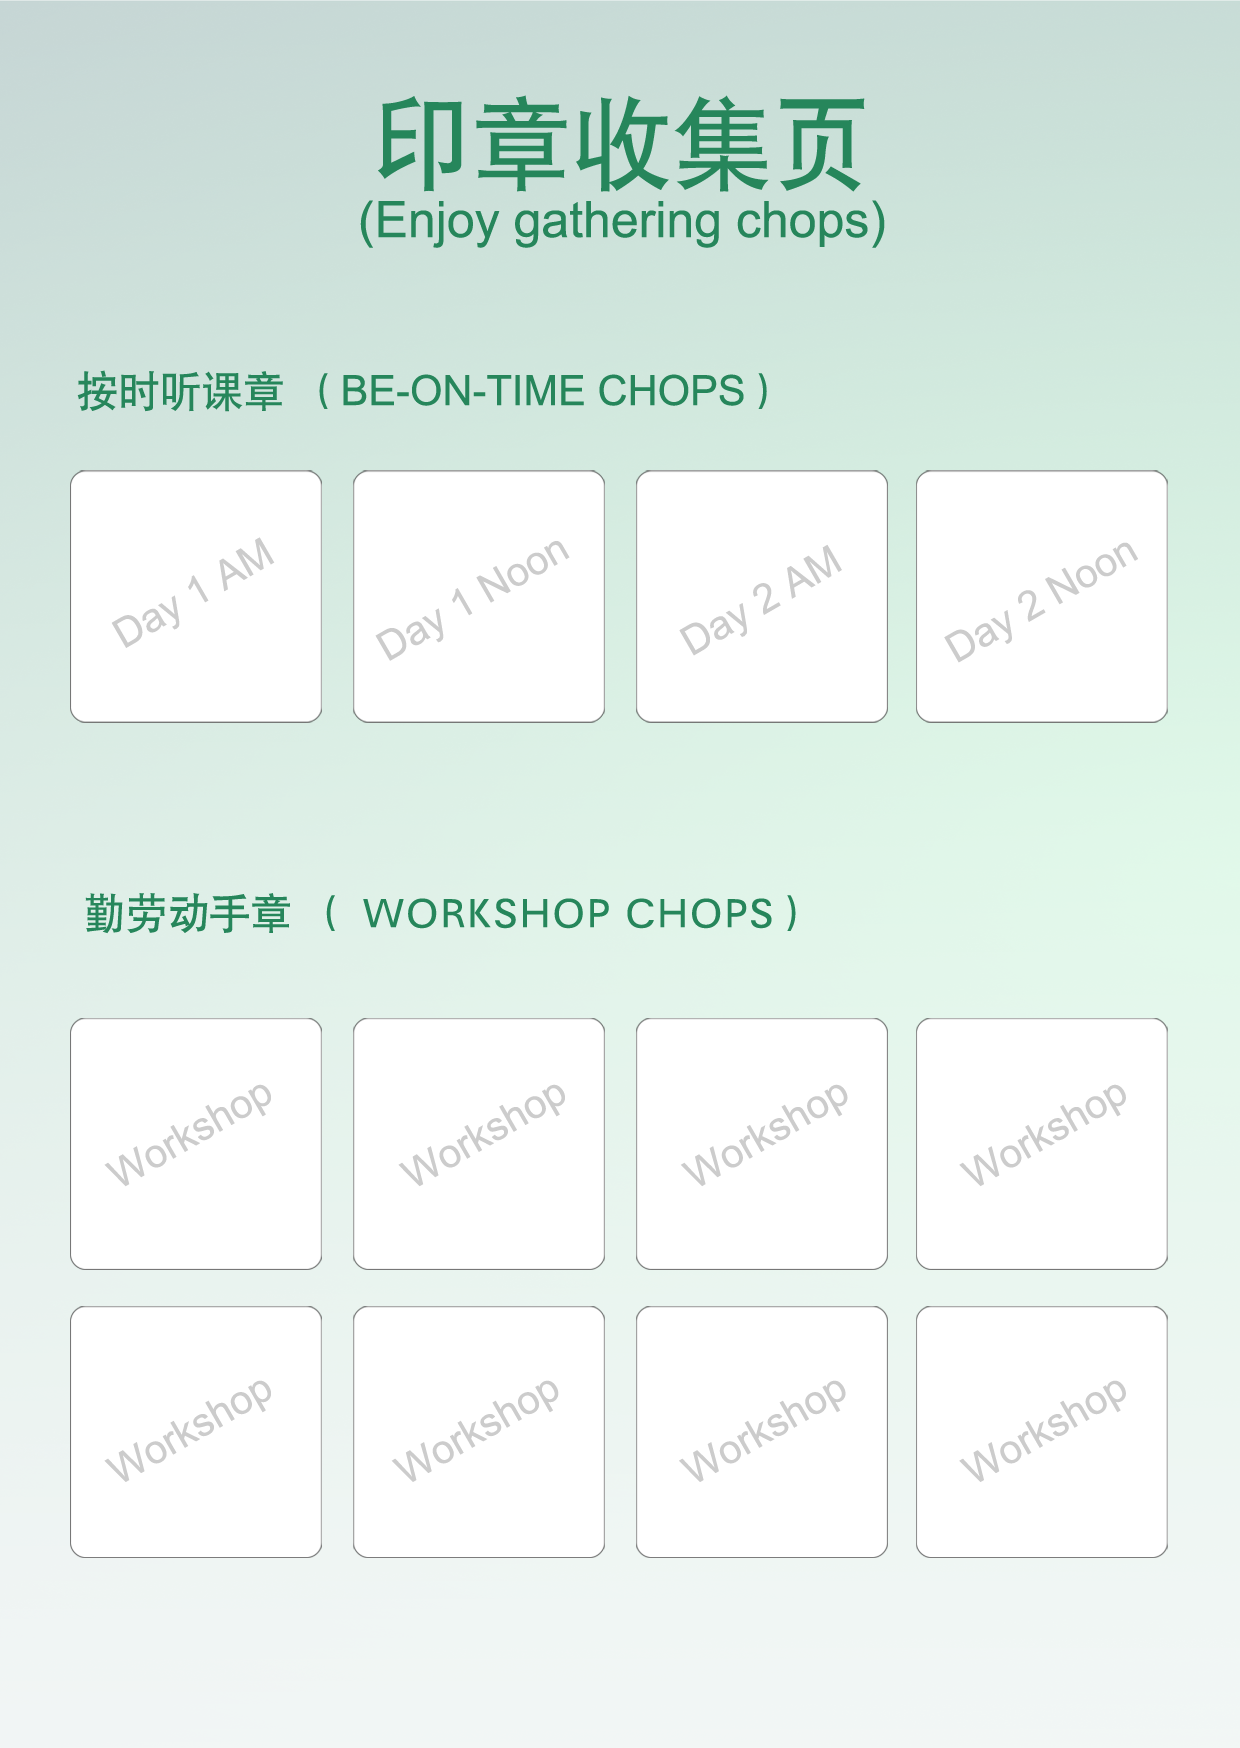 印章收集页
(Enjoy gathering chops)
按时听课章 （BE-ON-TIME CHOPS）
Day 1 AM
Day 1 Noon
Day 2 AM
Day 2 Noon
勤劳动手章 （ WORKSHOP CHOPS）
Workshop
Workshop
Workshop
Workshop
Workshop
Workshop
Workshop
Workshop